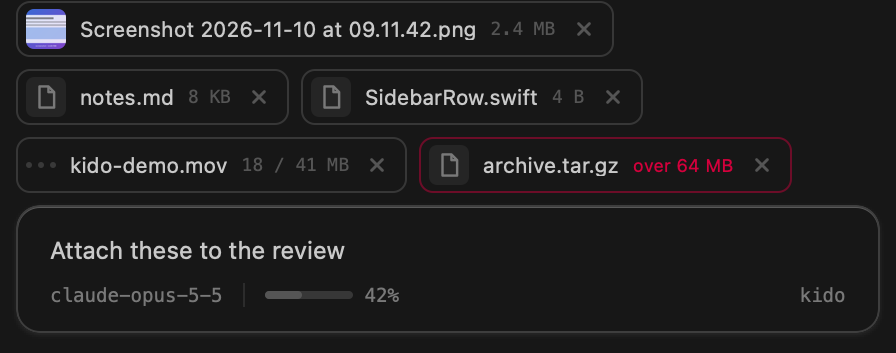 Screenshot 2026-11-10 at 09.11.42.png 2.4 MB
notes.md 8 KB SidebarRow.swift 4 B
kido-demo.mov 18 / 41 MB archive.tar.gz over 64 MB
Attach these to the review
claude-opus-5-5 42% kido